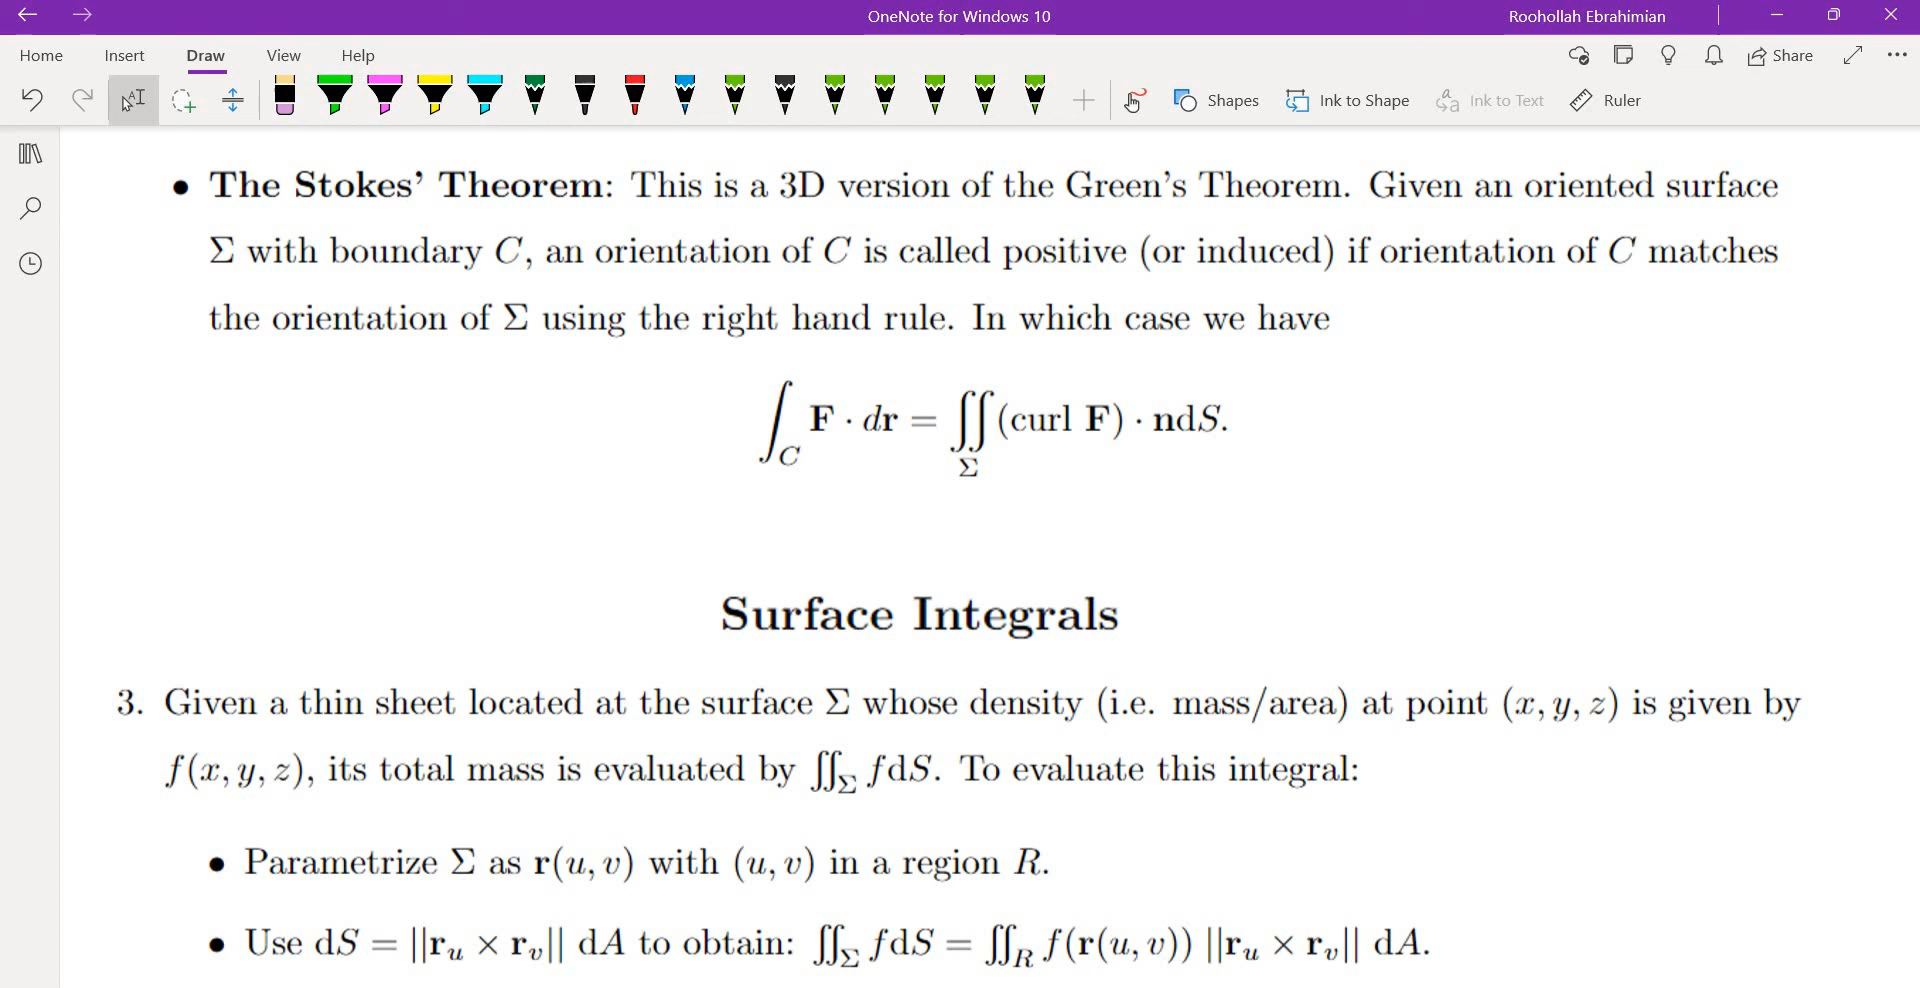 OneNote for Windows 10
Roohollah Ebrahimian
Home Insert Draw View Help
Share
Shapes Ink to Shape Ink to Text Ruler
• The Stokes’ Theorem: This is a 3D version of the Green’s Theorem. Given an oriented surface
Σ with boundary C, an orientation of C is called positive (or induced) if orientation of C matches
the orientation of Σ using the right hand rule. In which case we have
∫_C F · dr = ∬_Σ (curl F) · ndS.
Surface Integrals
3. Given a thin sheet located at the surface Σ whose density (i.e. mass/area) at point (x, y, z) is given by
f(x, y, z), its total mass is evaluated by ∬_Σ fdS. To evaluate this integral:
• Parametrize Σ as r(u, v) with (u, v) in a region R.
• Use dS = ||r_u × r_v|| dA to obtain: ∬_Σ fdS = ∬_R f(r(u, v)) ||r_u × r_v|| dA.